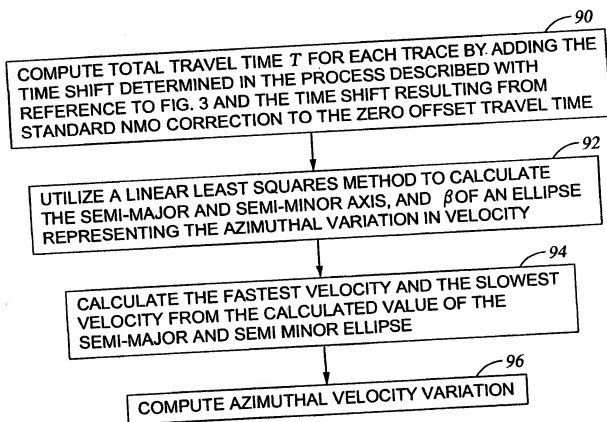 90
COMPUTE TOTAL TRAVEL TIME T FOR EACH TRACE BY ADDING THE
TIME SHIFT DETERMINED IN THE PROCESS DESCRIBED WITH
REFERENCE TO FIG. 3 AND THE TIME SHIFT RESULTING FROM
STANDARD NMO CORRECTION TO THE ZERO OFFSET TRAVEL TIME
92
UTILIZE A LINEAR LEAST SQUARES METHOD TO CALCULATE
THE SEMI-MAJOR AND SEMI-MINOR AXIS, AND β OF AN ELLIPSE
REPRESENTING THE AZIMUTHAL VARIATION IN VELOCITY
94
CALCULATE THE FASTEST VELOCITY AND THE SLOWEST
VELOCITY FROM THE CALCULATED VALUE OF THE
SEMI-MAJOR AND SEMI MINOR ELLIPSE
96
COMPUTE AZIMUTHAL VELOCITY VARIATION